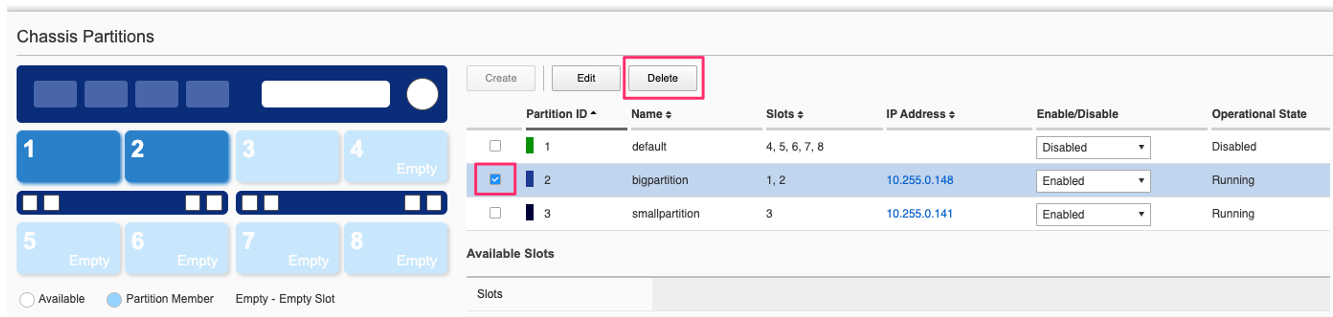 Chassis Partitions
Create Edit Delete
Partition ID Name Slots IP Address Enable/Disable Operational State
1 default 4, 5, 6, 7, 8 Disabled Disabled
2 bigpartition 1, 2 10.255.0.148 Enabled Running
3 smallpartition 3 10.255.0.141 Enabled Running
Available Slots
Slots
1 2 3 4
Empty
5 6 7 8
Empty Empty Empty Empty
Available Partition Member Empty - Empty Slot